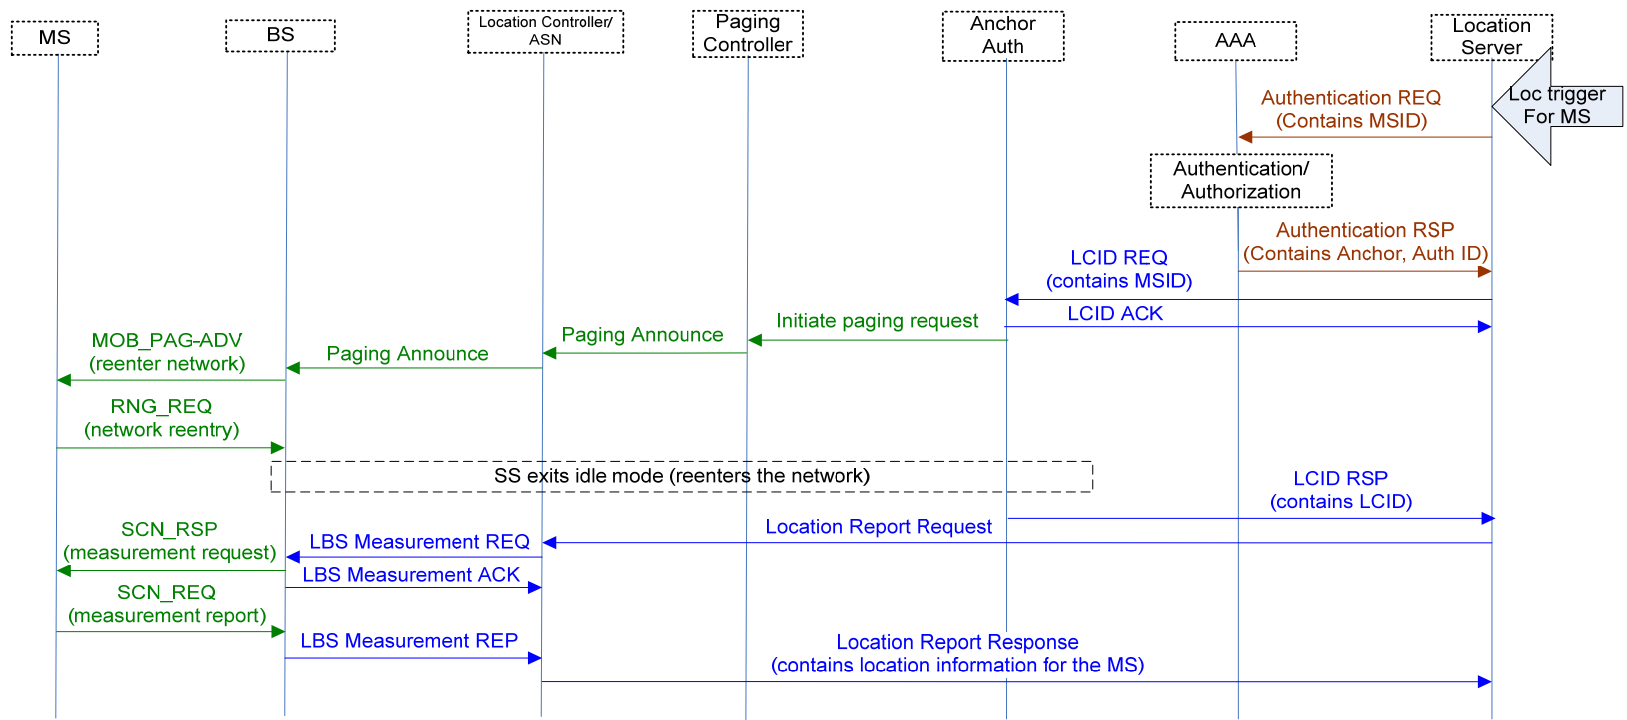 MS
BS
Location Controller/
ASN
Paging
Controller
Anchor
Auth
AAA
Location
Server
Loc trigger
For MS
Authentication REQ
(Contains MSID)
Authentication/
Authorization
Authentication RSP
(Contains Anchor, Auth ID)
LCID REQ
(contains MSID)
LCID ACK
Initiate paging request
Paging Announce
Paging Announce
MOB_PAG-ADV
(reenter network)
RNG_REQ
(network reentry)
SS exits idle mode (reenters the network)
LCID RSP
(contains LCID)
Location Report Request
LBS Measurement REQ
SCN_RSP
(measurement request)
LBS Measurement ACK
SCN_REQ
(measurement report)
LBS Measurement REP
Location Report Response
(contains location information for the MS)